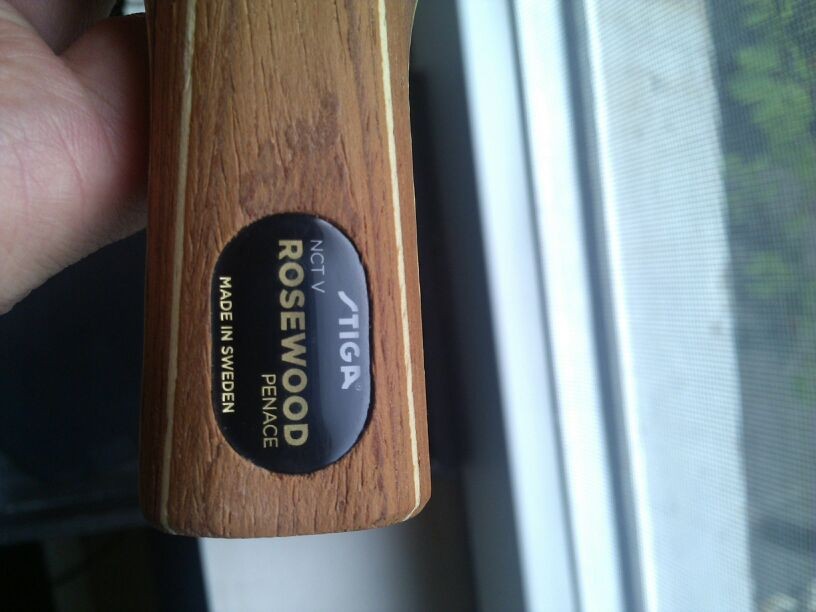 STIGA
NCT V
ROSEWOOD
PENACE
MADE IN SWEDEN